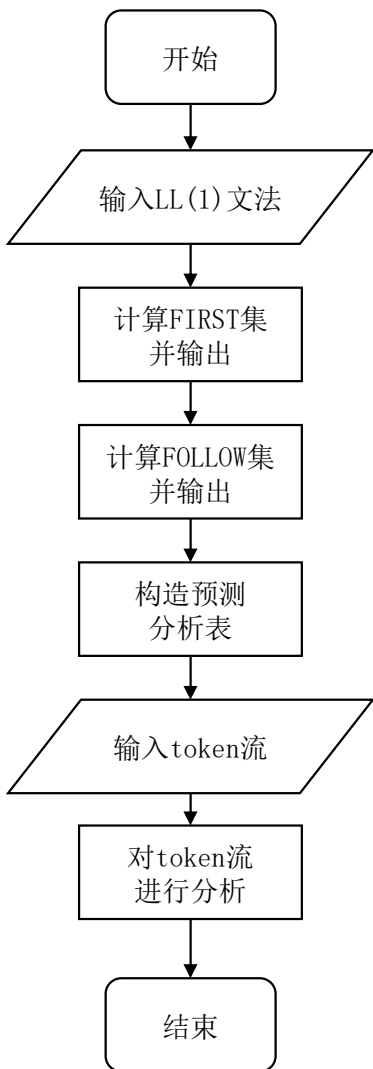 开始
输入LL(1)文法
计算FIRST集
并输出
计算FOLLOW集
并输出
构造预测
分析表
输入token流
对token流
进行分析
结束